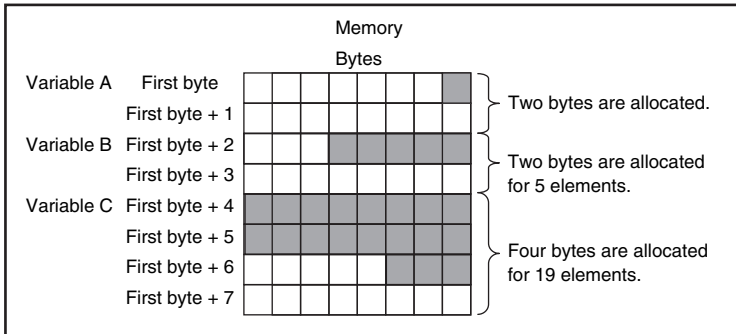 Memory
Bytes
Variable A First byte
First byte + 1
Two bytes are allocated.
Variable B First byte + 2
First byte + 3
Two bytes are allocated
for 5 elements.
Variable C First byte + 4
First byte + 5
First byte + 6
First byte + 7
Four bytes are allocated
for 19 elements.